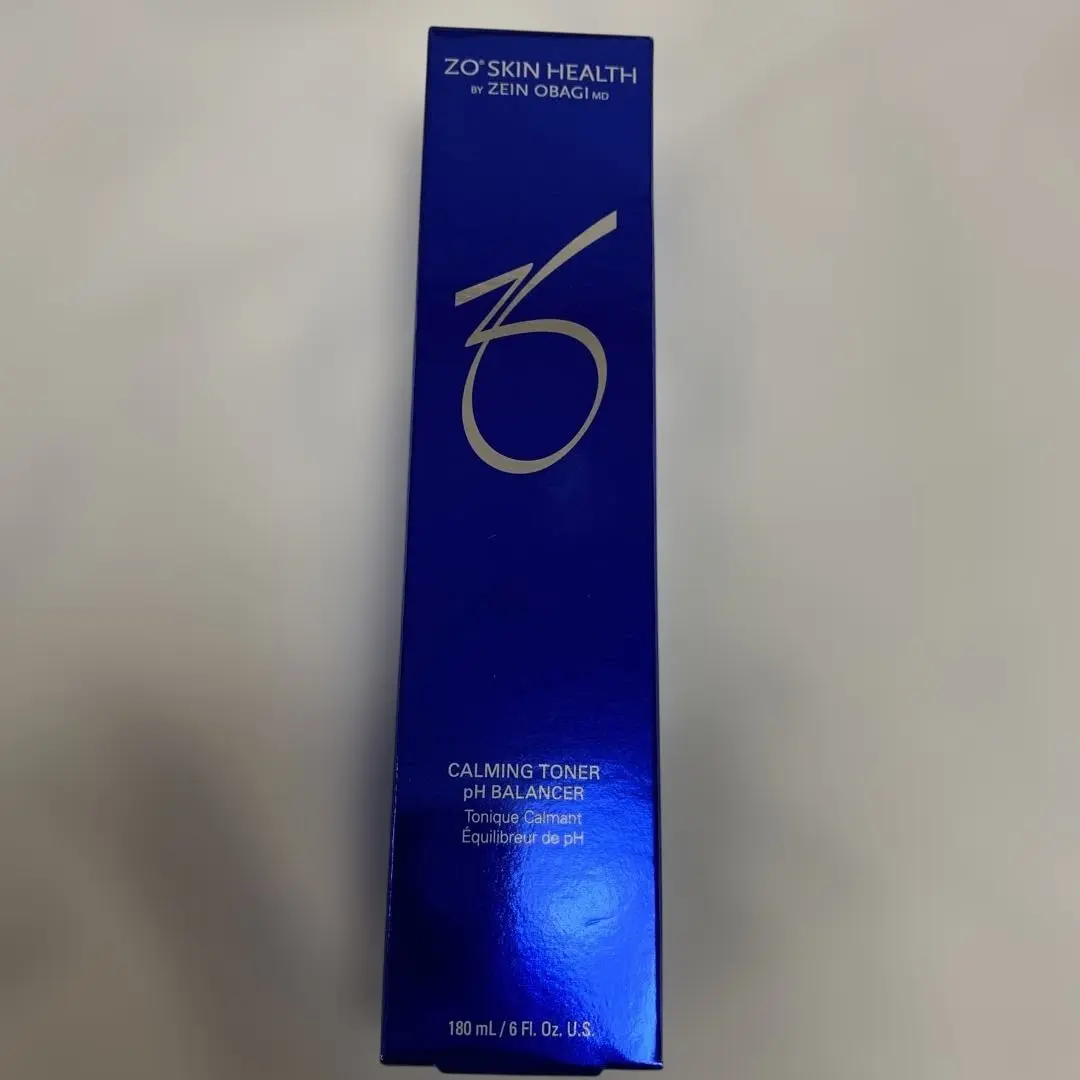 ZO® SKIN HEALTH
BY ZEIN OBAGI MD
CALMING TONER
pH BALANCER
Tonique Calmant
Équilibreur de pH
180 mL / 6 Fl. Oz. U.S.